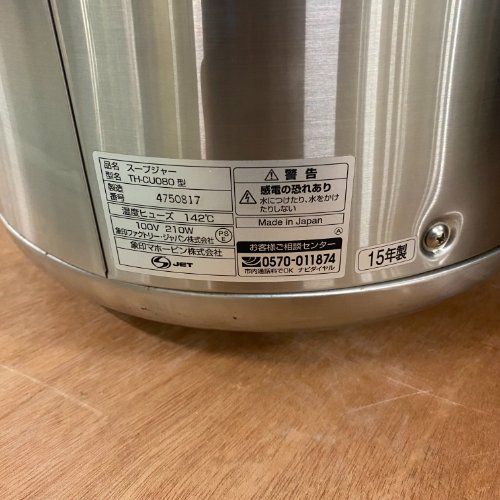 品名 スープジャー
型名 TH-CU080 型
製造番号 4750817
温度ヒューズ 142℃
100V 210W
象印ファクトリー・ジャパン株式会社
PS E
象印マホービン株式会社
S JET
⚠ 警告
感電の恐れあり
水につけたり、水をかけ
たりしない
Made in Japan
Ⓐ
お客様ご相談センター
0570-011874
市内通話料でOK ナビダイヤル
15年製